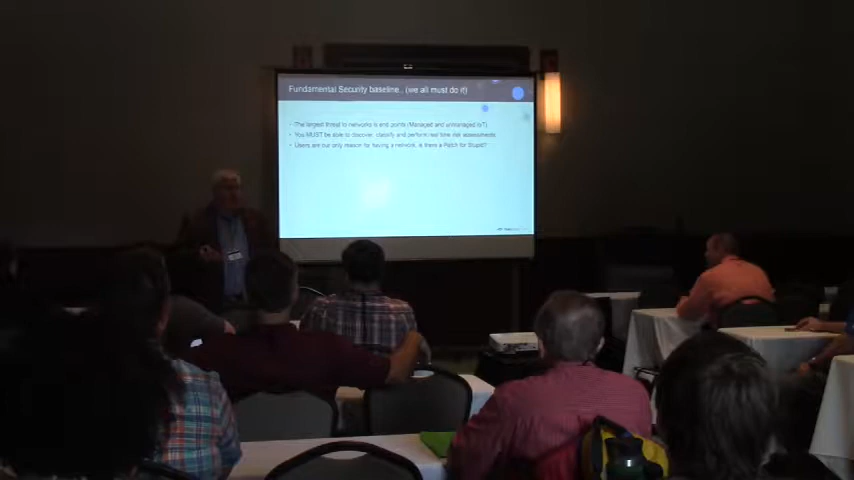 Fundamental Security baseline.. (we all must do it)
- The largest threat to networks is end points (Managed and unmanaged IoT)
• You MUST be able to discover, classify and perform real time risk assessments
• Users are our only reason for having a network, is there a Patch for Stupid?